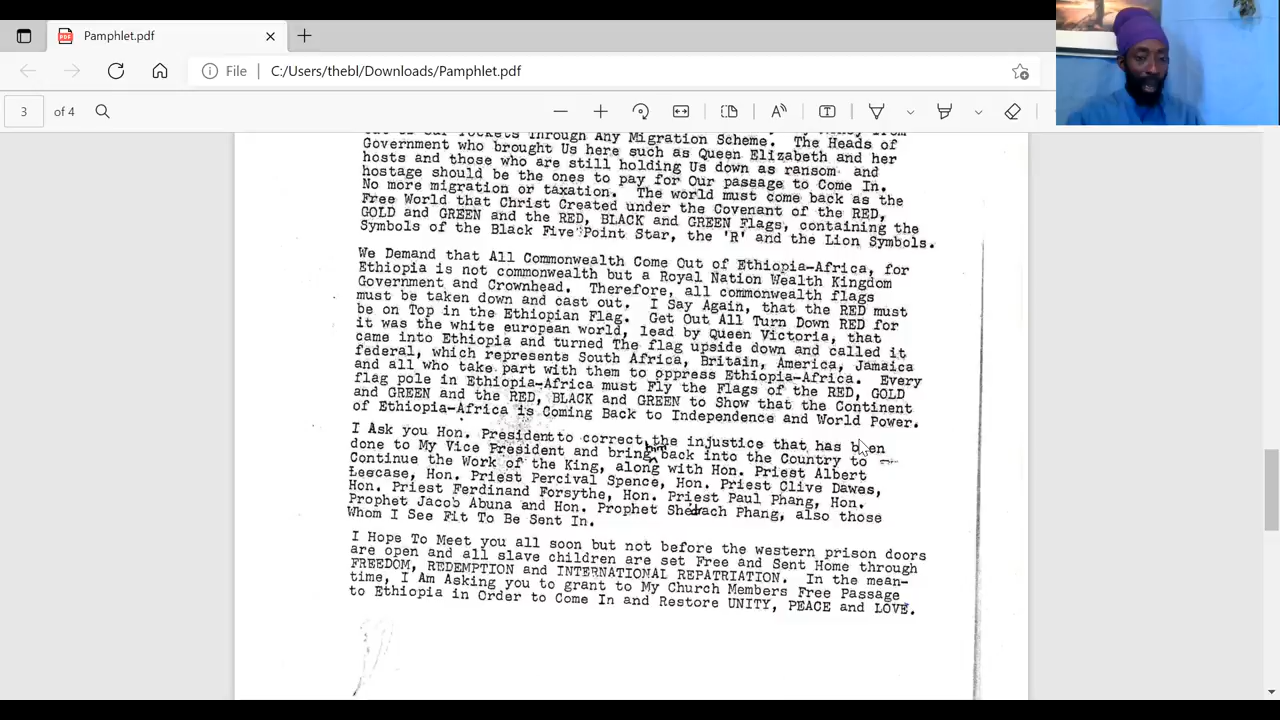 Pamphlet.pdf
File
C:/Users/thebl/Downloads/Pamphlet.pdf
3
of 4
out of Our Pockets Through Any Migration Scheme. The Heads of
Government who brought Us here such as Queen Elizabeth and her
hosts and those who are still holding Us down as ransom and
hostage should be the ones to pay for Our passage to Come In.
No more migration or taxation. The world must come back as the
Free World that Christ Created under the Covenant of the RED,
GOLD and GREEN and the RED, BLACK and GREEN Flags, containing the
Symbols of the Black Five Point Star, the 'R' and the Lion Symbols.
We Demand that All Commonwealth Come Out of Ethiopia-Africa, for
Ethiopia is not commonwealth but a Royal Nation Wealth Kingdom
Government and Crownhead. Therefore, all commonwealth flags
must be taken down and cast out. I Say Again, that the RED must
be on Top in the Ethiopian Flag. Get Out All Turn Down RED for
it was the white european world, lead by Queen Victoria, that
came into Ethiopia and turned The flag upside down and called it
federal, which represents South Africa, Britain, America, Jamaica
and all who take part with them to oppress Ethiopia-Africa. Every
flag pole in Ethiopia-Africa must Fly the Flags of the RED, GOLD
and GREEN and the RED, BLACK and GREEN to Show that the Continent
of Ethiopia-Africa is Coming Back to Independence and World Power.
I Ask you Hon. President to correct the injustice that has been
done to My Vice President and bring him back into the Country to
Continue the Work of the King, along with Hon. Priest Albert
Leecase, Hon. Priest Percival Spence, Hon. Priest Clive Dawes,
Hon. Priest Ferdinand Forsythe, Hon. Priest Paul Phang, Hon.
Prophet Jacob Abuna and Hon. Prophet Phang, also those
Whom I See Fit To Be Sent In.
I Hope To Meet you all soon but not before the western prison doors
are open and all slave children are set Free and Sent Home through
FREEDOM, REDEMPTION and INTERNATIONAL REPATRIATION. In the mean-
time, I Am Asking you to grant to My Church Members Free Passage
to Ethiopia in Order to Come In and Restore UNITY, PEACE and LOVE.